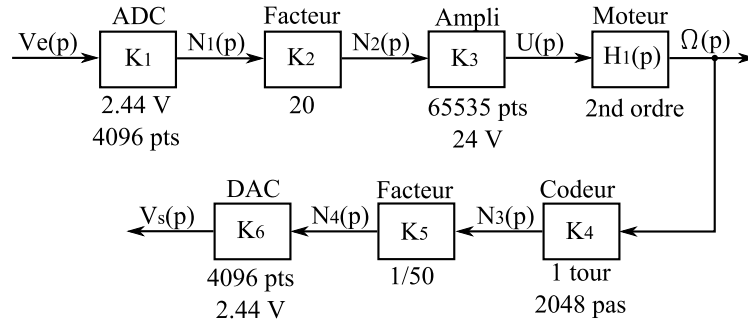 ADC
Facteur
Ampli
Moteur
Ve(p)
K1
N1(p)
K2
N2(p)
K3
U(p)
H1(p)
Ω(p)
2.44 V
4096 pts
20
65535 pts
24 V
2nd ordre
DAC
Facteur
Codeur
Vs(p)
K6
N4(p)
K5
N3(p)
K4
4096 pts
2.44 V
1/50
1 tour
2048 pas